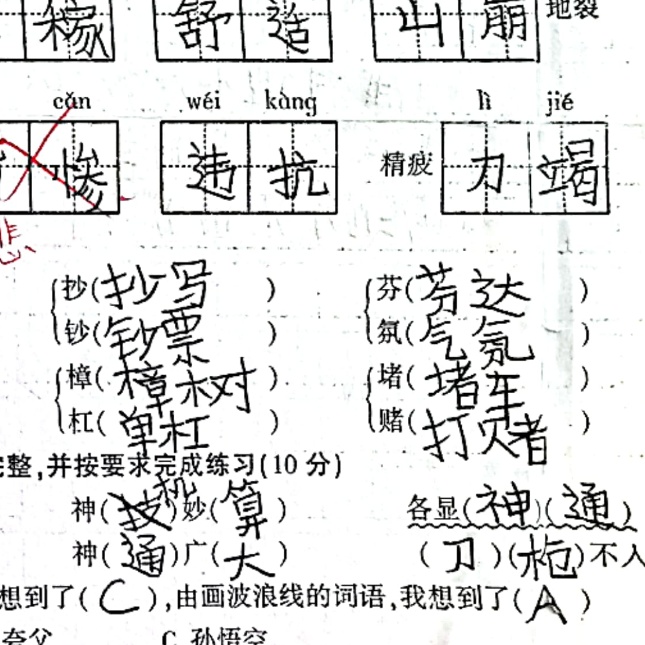 稼 舒适 山崩 地裂
cǎn wéi kàng lì jié
惨 违抗 精疲 力竭
悲
抄(抄写) 芬(芬达)
钞(钞票) 氛(气氛)
樟(樟树) 堵(堵车)
杠(单杠) 赌(打赌)
完整,并按要求完成练习(10分)
神(机)妙(算) 各显(神)(通)
神(通)广(大) (刀)(枪)不入
想到了(C),由画波浪线的词语,我想到了(A)
夸父 C.孙悟空